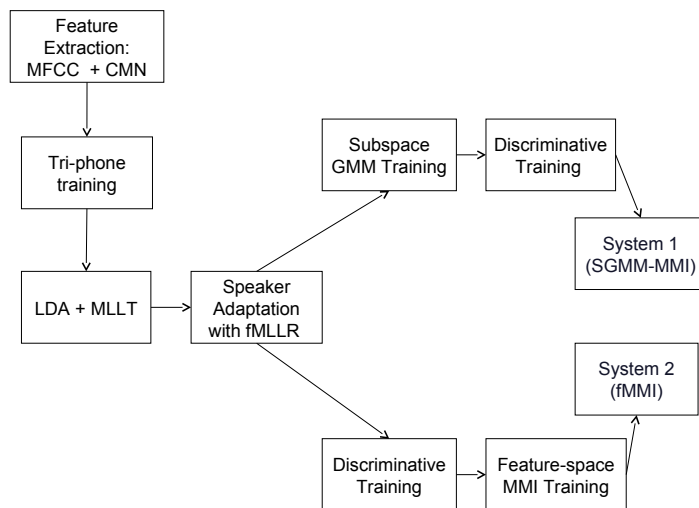 Feature
Extraction:
MFCC + CMN
Tri-phone
training
LDA + MLLT
Speaker
Adaptation
with fMLLR
Subspace
GMM Training
Discriminative
Training
System 1
(SGMM-MMI)
Discriminative
Training
Feature-space
MMI Training
System 2
(fMMI)